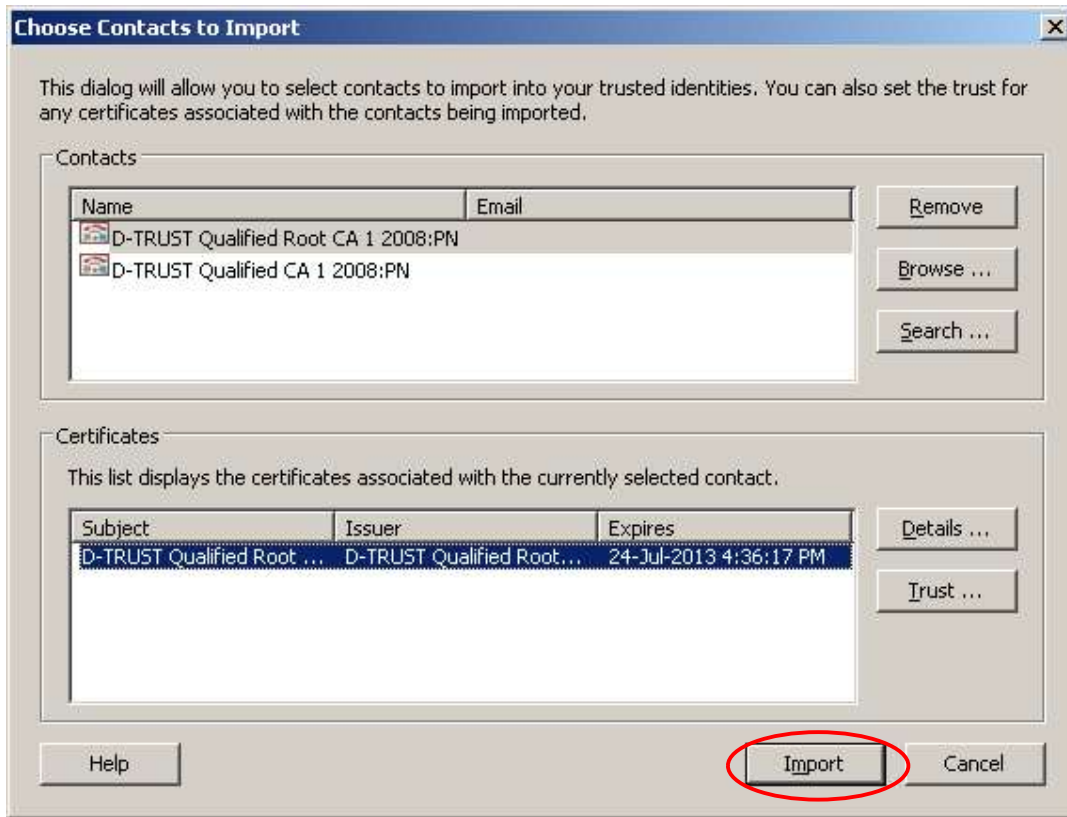 Choose Contacts to Import
This dialog will allow you to select contacts to import into your trusted identities. You can also set the trust for
any certificates associated with the contacts being imported.
Contacts
Name Email
D-TRUST Qualified Root CA 1 2008:PN
D-TRUST Qualified CA 1 2008:PN
Remove
Browse ...
Search ...
Certificates
This list displays the certificates associated with the currently selected contact.
Subject Issuer Expires
D-TRUST Qualified Root ... D-TRUST Qualified Root... 24-Jul-2013 4:36:17 PM
Details ...
Trust ...
Help Import Cancel